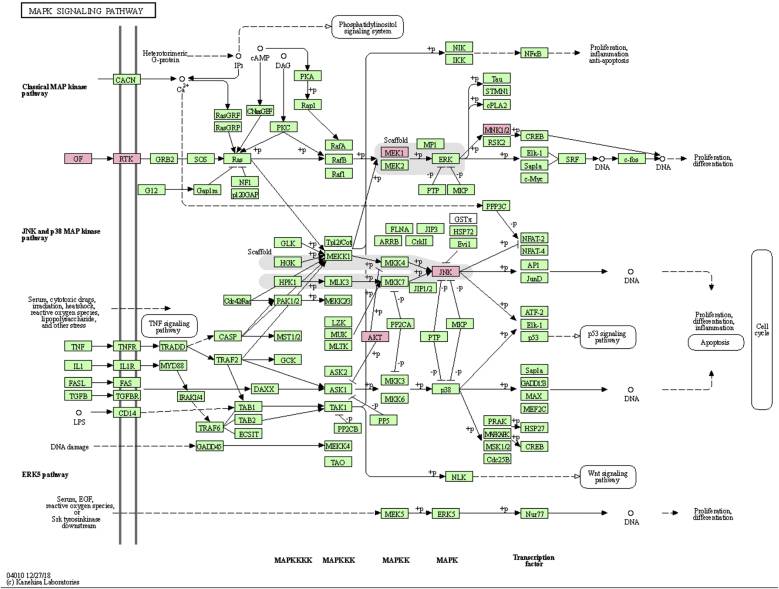 MAPK SIGNALING PATHWAY
Phosphatidylinositol
signaling system
Heterotrimeric
G-protein
IP3
cAMP
DAG
+p
NIK
IKK
+p
NFκB
Proliferation,
inflammation
anti-apoptosis
Classical MAP kinase
pathway
CACN
Ca2+
PKA
+p
Rap1
RasGRF
RasGRP
CNasGEF
PKC
Tau
STMN1
cPLA2
+p
RafA
RafB
Raf1
Scaffold
MP1
MNK1/2
RSK2
CREB
GF
RTK
GRB2
SOS
Ras
+p
+p
MEK1
MEK2
+p
ERK
+p
Elk-1
Sap1a
c-Myc
SRF
DNA
c-fos
DNA
Proliferation,
differentiation
G12
Gap1m
NF1
p120GAP
PTP
MKP
-p
PPP3C
-p
JNK and p38 MAP kinase
pathway
Scaffold
GLK
HGK
HPK1
Tpl2/Cot
MEKK1
MLK3
MEKK2/3
FLNA
JIP3
ARRB
CrkII
GSTπ
HSP72
Evi1
NFAT-2
NFAT-4
AP1
JunD
DNA
MKK4
MKK7
JNK
JIP1/2
Serum, cytotoxic drugs,
irradiation, heatshock,
reactive oxygen species,
lipopolysaccharide,
and other stress
Cdc42/Rac
PAK1/2
TNF signaling
pathway
CASP
MST1/2
LZK
MUK
MLTK
AKT
PP2CA
PTP
MKP
-p
ATF-2
Elk-1
p53
p53 signaling
pathway
Proliferation,
differentiation,
inflammation
Apoptosis
Cell
cycle
TNF
TNFR
TRADD
TRAF2
GCK
IL1
IL1R
MYD88
ASK2
FASL
FAS
IRAK1/4
DAXX
ASK1
+p
MKK3
MKK6
p38
+p
Sap1a
GADD153
MAX
MEF2C
DNA
TGFB
TGFBR
LPS
CD14
TRAF6
TAB1
TAB2
ECSIT
TAK1
PP5
PP2CB
-p
PRAK
MAPKAPK
MSK1/2
Cdc25B
HSP27
CREB
DNA damage
GADD45
MEKK4
TAO
ERK5 pathway
+p
NLK
Wnt signaling
pathway
Serum, EGF,
reactive oxygen species,
or
Srk tyrosinkinase
downstream
MEK5
+p
ERK5
+p
Nur77
DNA
Proliferation,
differentiation
MAPKKKK
MAPKKK
MAPKK
MAPK
Transcription
factor
04010 12/27/18
(c) Kanehisa Laboratories